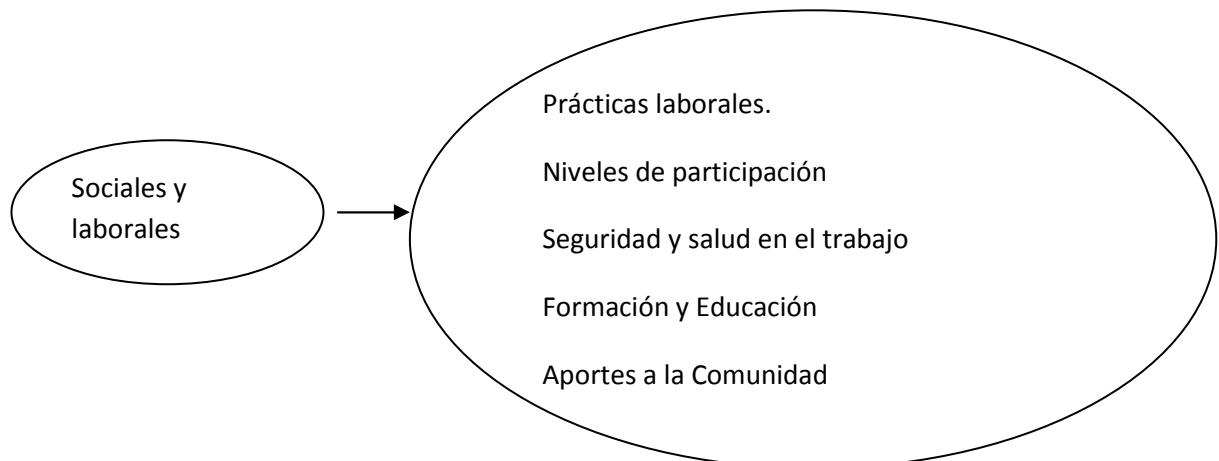 Sociales y
laborales
Prácticas laborales.
Niveles de participación
Seguridad y salud en el trabajo
Formación y Educación
Aportes a la Comunidad